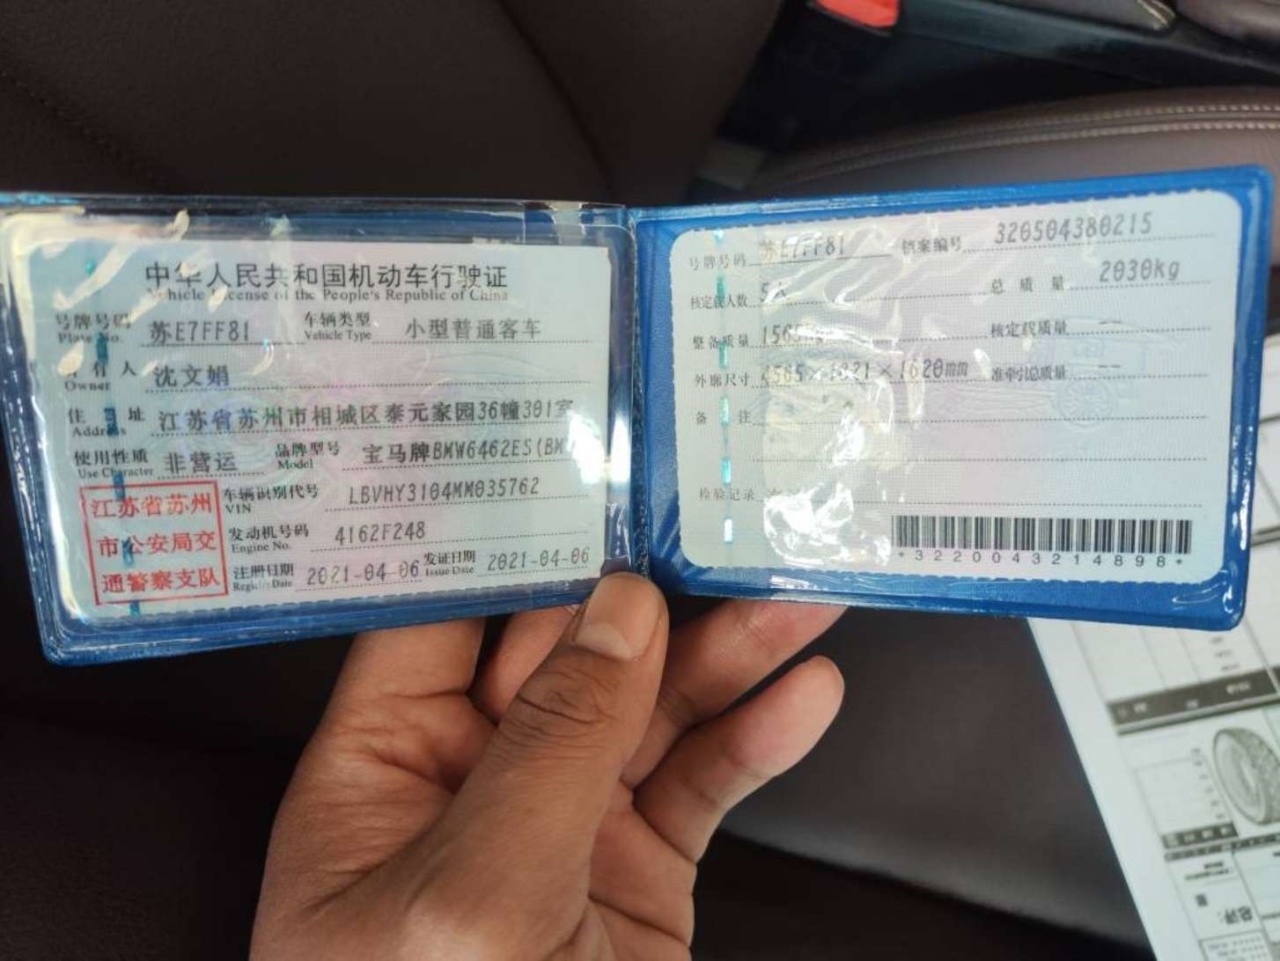 中华人民共和国机动车行驶证
Vehicle License of the People's Republic of China
号牌号码 苏E7FF81 车辆类型 小型普通客车
Plate No. Vehicle Type
人 沈文娟
Owner
住 址 江苏省苏州市相城区泰元家园36幢301室
Address
使用性质 非营运 品牌型号 宝马牌BMW6462ES(BM
Use Character Model
江苏省苏州
市公安局交
通警察支队
车辆识别代号 LBVHY3104MM035762
VIN
发动机号码 4162F248
Engine No.
注册日期 2021-04-06 发证日期 2021-04-06
Register Date Issue Date
号牌号码 苏E7FF81 档案编号 320504380215
核定载人数 总质量 2030kg
整备质量 核定载质量 --
外廓尺寸 1620mm 准牵引总质量 --
备 注
检验记录
*3220043214898*